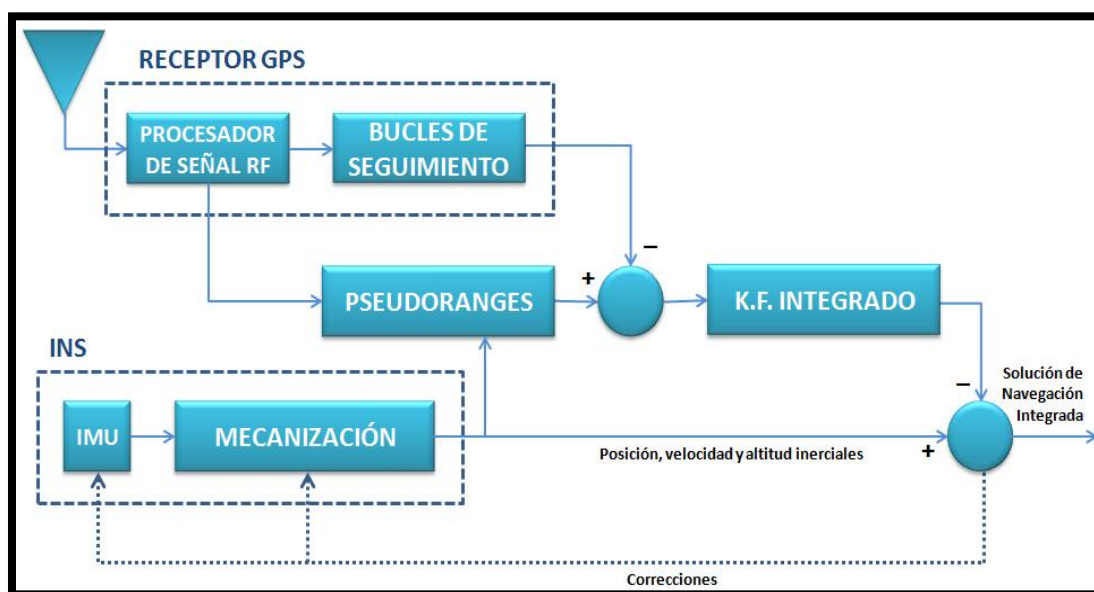 RECEPTOR GPS
PROCESADOR
DE SEÑAL RF
BUCLES DE
SEGUIMIENTO
–
+
PSEUDORANGES
K.F. INTEGRADO
INS
–
Solución de
Navegación
Integrada
IMU
MECANIZACIÓN
+
Posición, velocidad y altitud inerciales
Correcciones